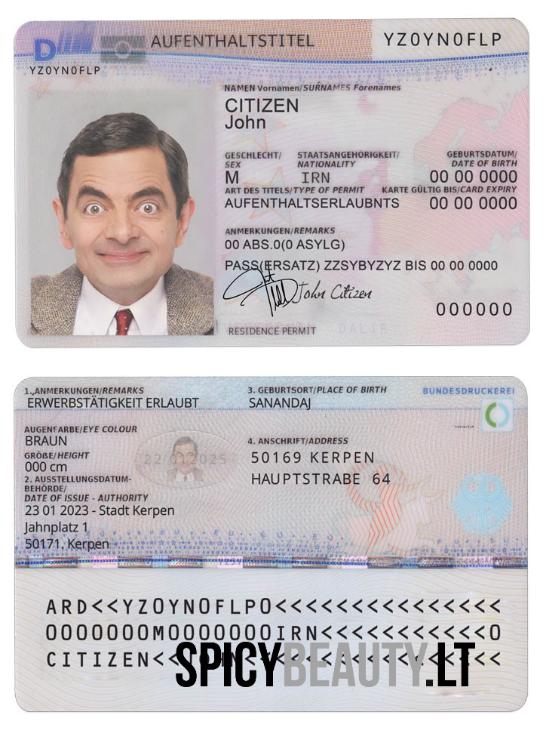 D AUFENTHALTSTITEL YZ0YN0FLP
YZ0YN0FLP
NAMEN Vornamen/SURNAMES Forenames
CITIZEN
John
GESCHLECHT/ STAATSANGEHÖRIGKEIT/ GEBURTSDATUM/
SEX NATIONALITY DATE OF BIRTH
M IRN 00 00 0000
ART DES TITELS/TYPE OF PERMIT KARTE GÜLTIG BIS/CARD EXPIRY
AUFENTHALTSERLAUBNTS 00 00 0000
ANMERKUNGEN/REMARKS
00 ABS.0(0 ASYLG)
PASS(ERSATZ) ZZSYBYZYZ BIS 00 00 0000
John Citizen
000000
RESIDENCE PERMIT
1.,ANMERKUNGEN/REMARKS 3. GEBURTSORT/PLACE OF BIRTH BUNDESDRUCKEREI
ERWERBSTÄTIGKEIT ERLAUBT SANANDAJ
AUGENFARBE/EYE COLOUR
BRAUN 4. ANSCHRIFT/ADDRESS
GRÖßE/HEIGHT 50169 KERPEN
000 cm HAUPTSTRABE 64
2. AUSSTELLUNGSDATUM-
BEHÖRDE/
DATE OF ISSUE - AUTHORITY
23 01 2023 - Stadt Kerpen
Jahnplatz 1
50171, Kerpen
ARD<<YZ0YN0FLP0<<<<<<<<<<<<<<<
0000000M0000000IRN<<<<<<<<<<<0
CITIZEN<<
SPICYBEAUTY.LT